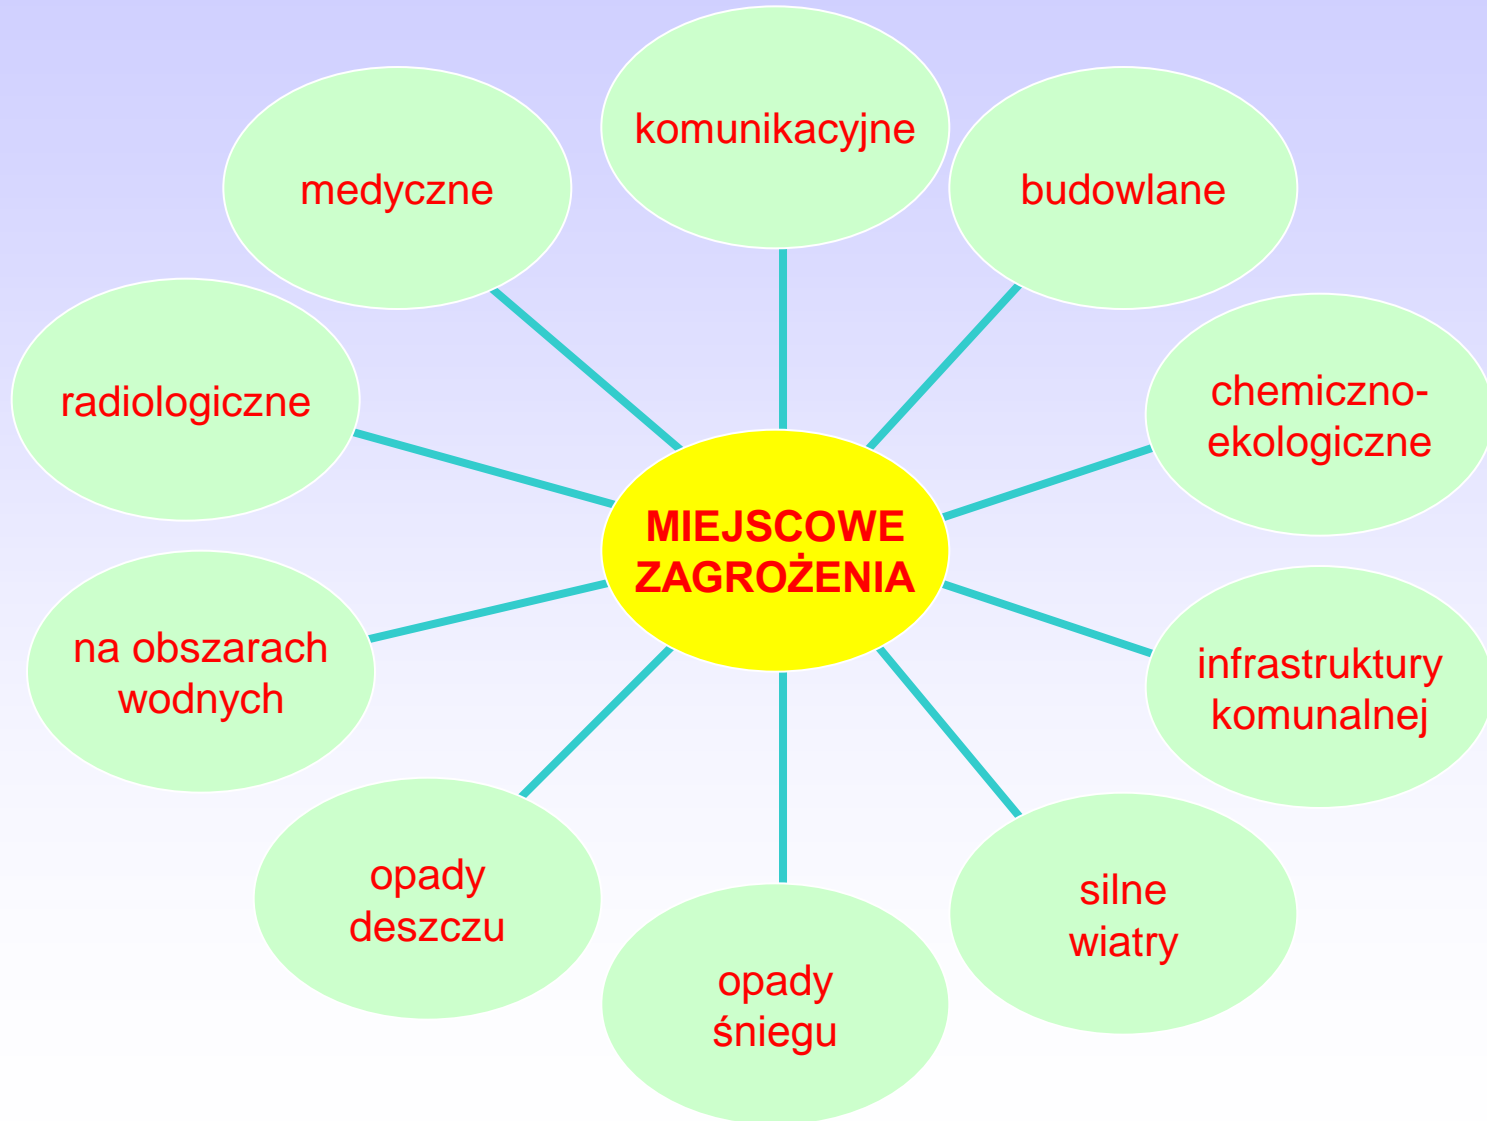 komunikacyjne
medyczne
budowlane
radiologiczne
chemiczno-
ekologiczne
MIEJSCOWE
ZAGROŻENIA
na obszarach
wodnych
infrastruktury
komunalnej
opady
deszczu
silne
wiatry
opady
śniegu